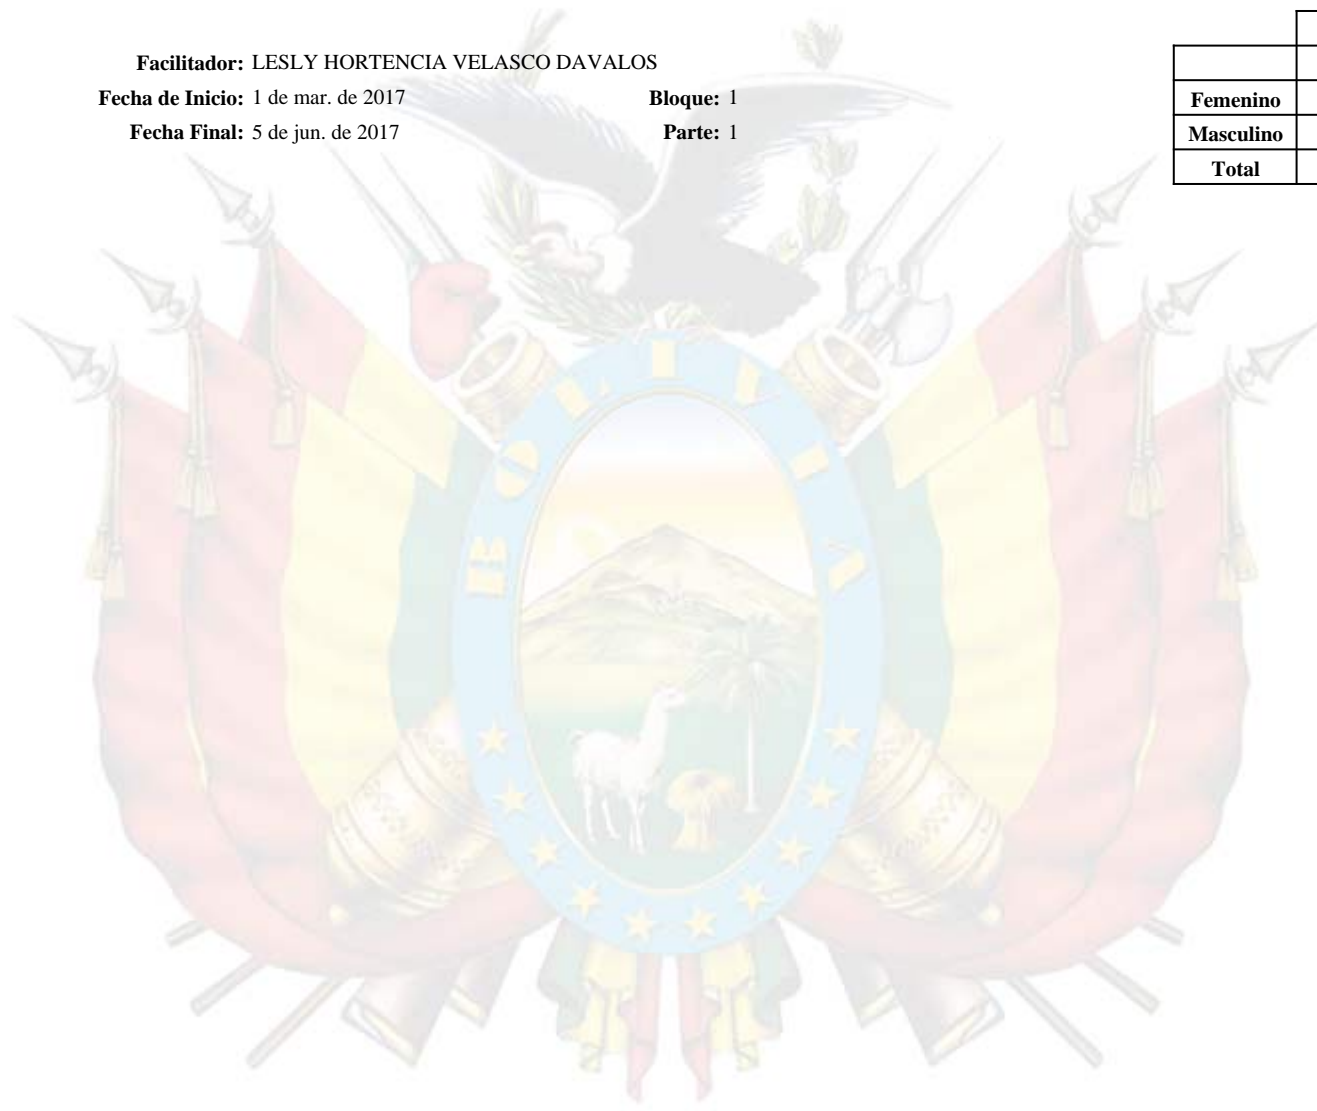 Facilitador: LESLY HORTENCIA VELASCO DAVALOS
Fecha de Inicio: 1 de mar. de 2017 Bloque: 1
Fecha Final: 5 de jun. de 2017 Parte: 1
Femenino
Masculino
Total
BOLIVIA